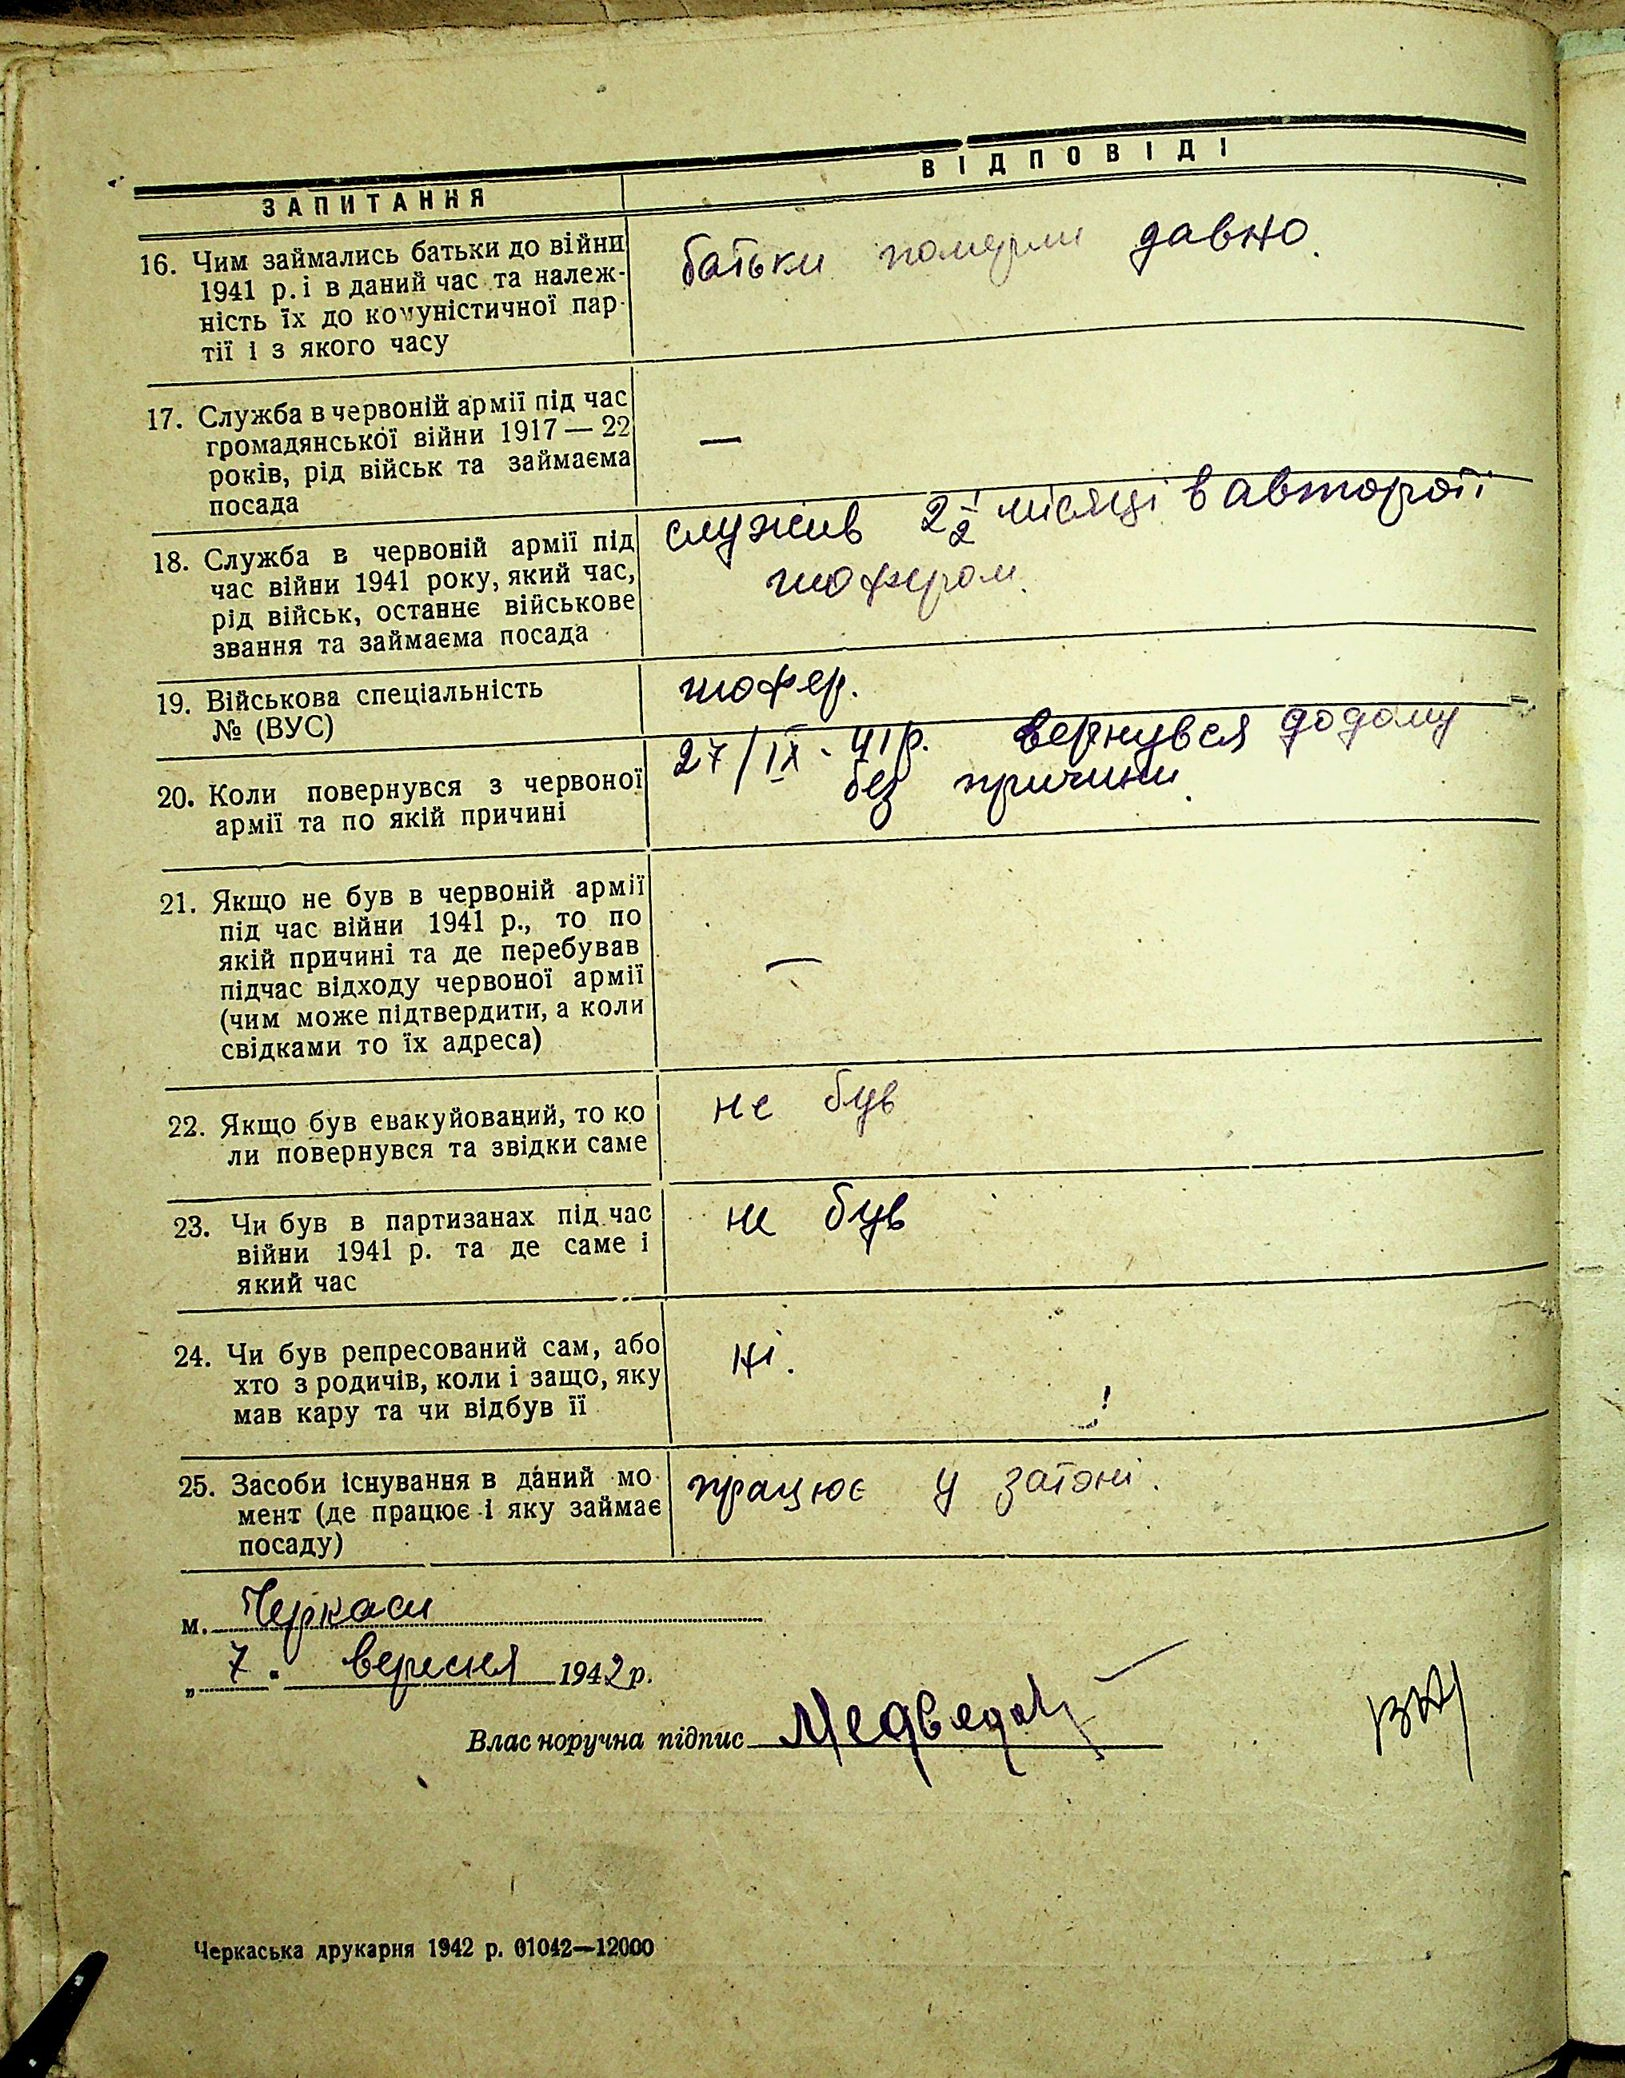 ЗАПИТАННЯ
ВІДПОВІДІ
16. Чим займались батьки до війни
1941 р. і в даний час та належ-
ність їх до комуністичної пар-
тії і з якого часу
батьки померли давно.
17. Служба в червоній армії під час
громадянської війни 1917 — 22
років, рід військ та займаєма
посада
—
18. Служба в червоній армії під
час війни 1941 року, який час,
рід військ, останнє військове
звання та займаєма посада
служив 2 1/2 місяці в авторотї
шофером.
19. Військова спеціальність
№ (ВУС)
шофер.
20. Коли повернувся з червоної
армії та по якій причині
27/IX - 41р. вернувся додому
без причини.
21. Якщо не був в червоній армії
під час війни 1941 р., то по
якій причині та де перебував
підчас відходу червоної армії
(чим може підтвердити, а коли
свідками то їх адреса)
—
22. Якщо був евакуйований, то ко
ли повернувся та звідки саме
не був
23. Чи був в партизанах під час
війни 1941 р. та де саме і
який час
не був
24. Чи був репресований сам, або
хто з родичів, коли і защо, яку
мав кару та чи відбув її
ні.
25. Засоби існування в даний мо
мент (де працює і яку займає
посаду)
працює у затоні.
м. Черкаси
„ 7 " вересня 1942 р.
Власноручна підпис
Черкаська друкарня 1942 р. 01042—12000